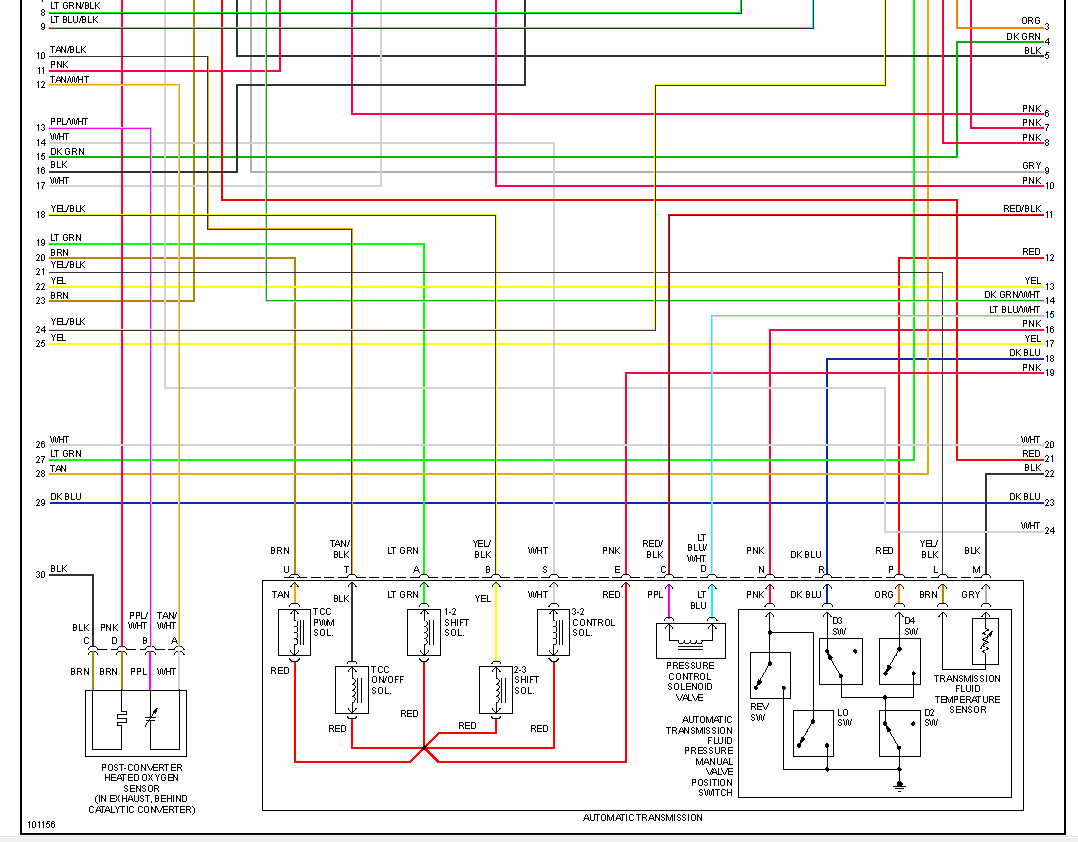 8 LT GRN/BLK
9 LT BLU/BLK
10 TAN/BLK
11 PNK
12 TAN/WHT
13 PPL/WHT
14 WHT
15 DK GRN
16 BLK
17 WHT
18 YEL/BLK
19 LT GRN
20 BRN
21 YEL/BLK
22 YEL
23 BRN
24 YEL/BLK
25 YEL
26 WHT
27 LT GRN
28 TAN
29 DK BLU
30 BLK
ORG 3
DK GRN 4
BLK 5
PNK 6
PNK 7
PNK 8
GRY 9
PNK 10
RED/BLK 11
RED 12
YEL 13
DK GRN/WHT 14
LT BLU/WHT 15
PNK 16
YEL 17
DK BLU 18
PNK 19
WHT 20
RED 21
BLK 22
DK BLU 23
WHT 24
BLK PNK PPL/
WHT TAN/
WHT
C D B A
BRN BRN PPL WHT
POST-CONVERTER
HEATED OXYGEN
SENSOR
(IN EXHAUST, BEHIND
CATALYTIC CONVERTER)
BRN TAN/
BLK LT GRN YEL/
BLK WHT PNK RED/
BLK LT
BLU/
WHT PNK DK BLU RED YEL/
BLK BLK
U T A B S E C D N R P L M
TAN BLK LT GRN YEL WHT RED PPL LT
BLU PNK DK BLU ORG BRN GRY
TCC
PWM
SOL.
TCC
ON/OFF
SOL.
1-2
SHIFT
SOL.
2-3
SHIFT
SOL.
3-2
CONTROL
SOL.
RED
RED
RED
RED
RED
PRESSURE
CONTROL
SOLENOID
VALVE
AUTOMATIC
TRANSMISSION
FLUID
PRESSURE
MANUAL
VALVE
POSITION
SWITCH
REV
SW
D3
SW
D4
SW
LO
SW
D2
SW
TRANSMISSION
FLUID
TEMPERATURE
SENSOR
AUTOMATIC TRANSMISSION
101156